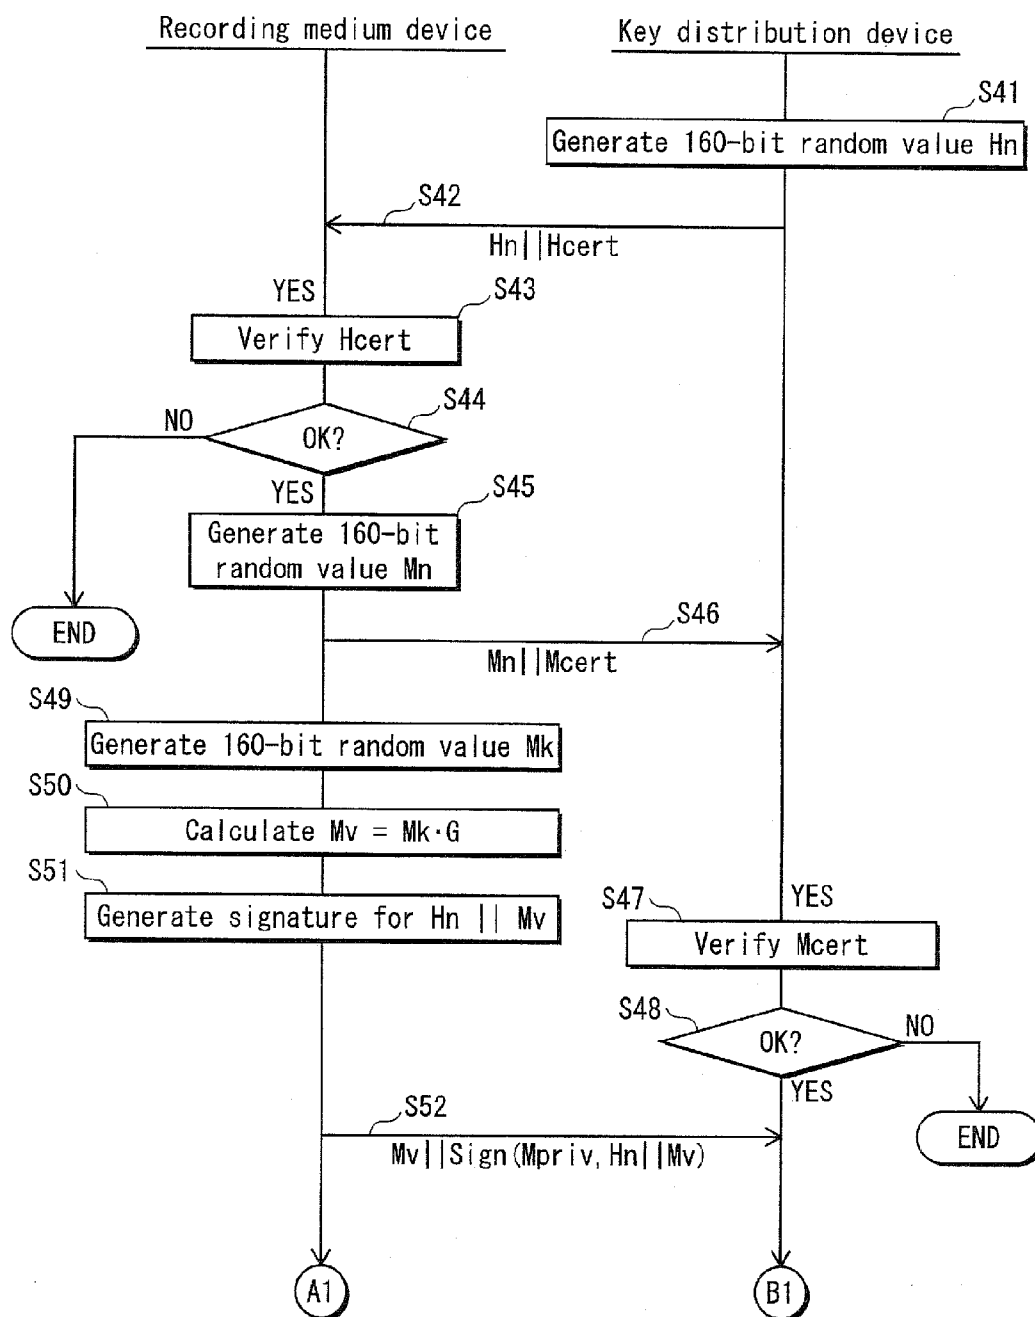 Recording medium device
Key distribution device
S41
Generate 160-bit random value Hn
S42
Hn||Hcert
YES
S43
Verify Hcert
S44
NO
OK?
YES
S45
Generate 160-bit
random value Mn
END
S46
Mn||Mcert
S49
Generate 160-bit random value Mk
S50
Calculate Mv = Mk·G
S51
Generate signature for Hn || Mv
YES
S47
Verify Mcert
S48
OK?
NO
YES
END
S52
Mv||Sign(Mpriv, Hn||Mv)
A1
B1